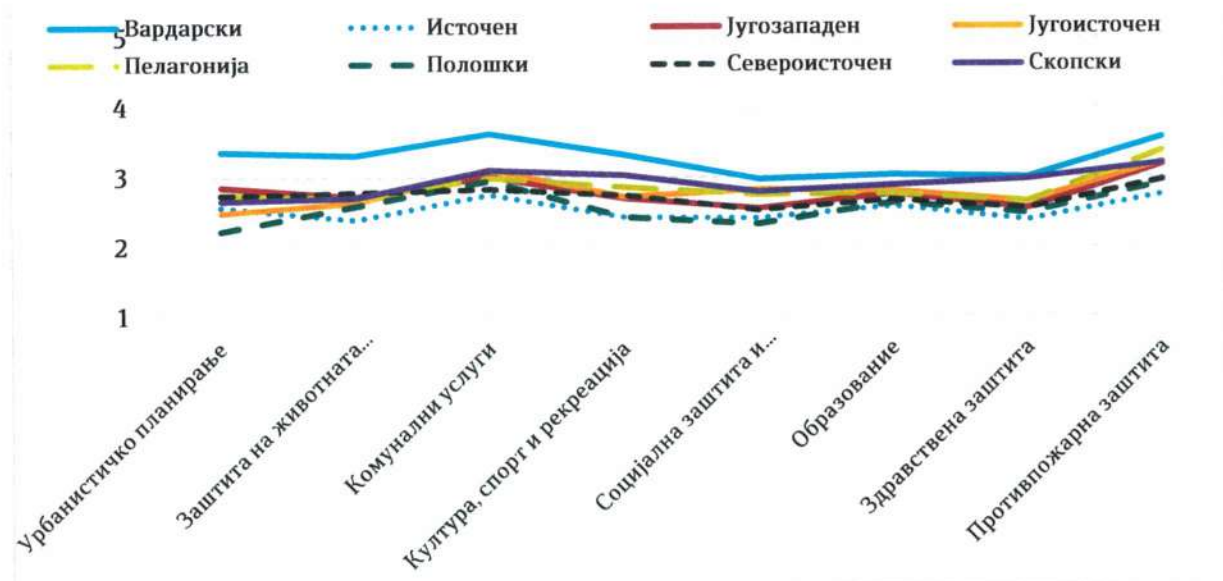 Вардарски Источен Југозападен Југоисточен
5
Пелагонија Полошки Североисточен Скопски
4
3
2
1
Урбанистичко планирање
Заштита на животната...
Комунални услуги
Култура, спорт и рекреација
Социјална заштита и...
Образование
Здравствена заштита
Противпожарна заштита